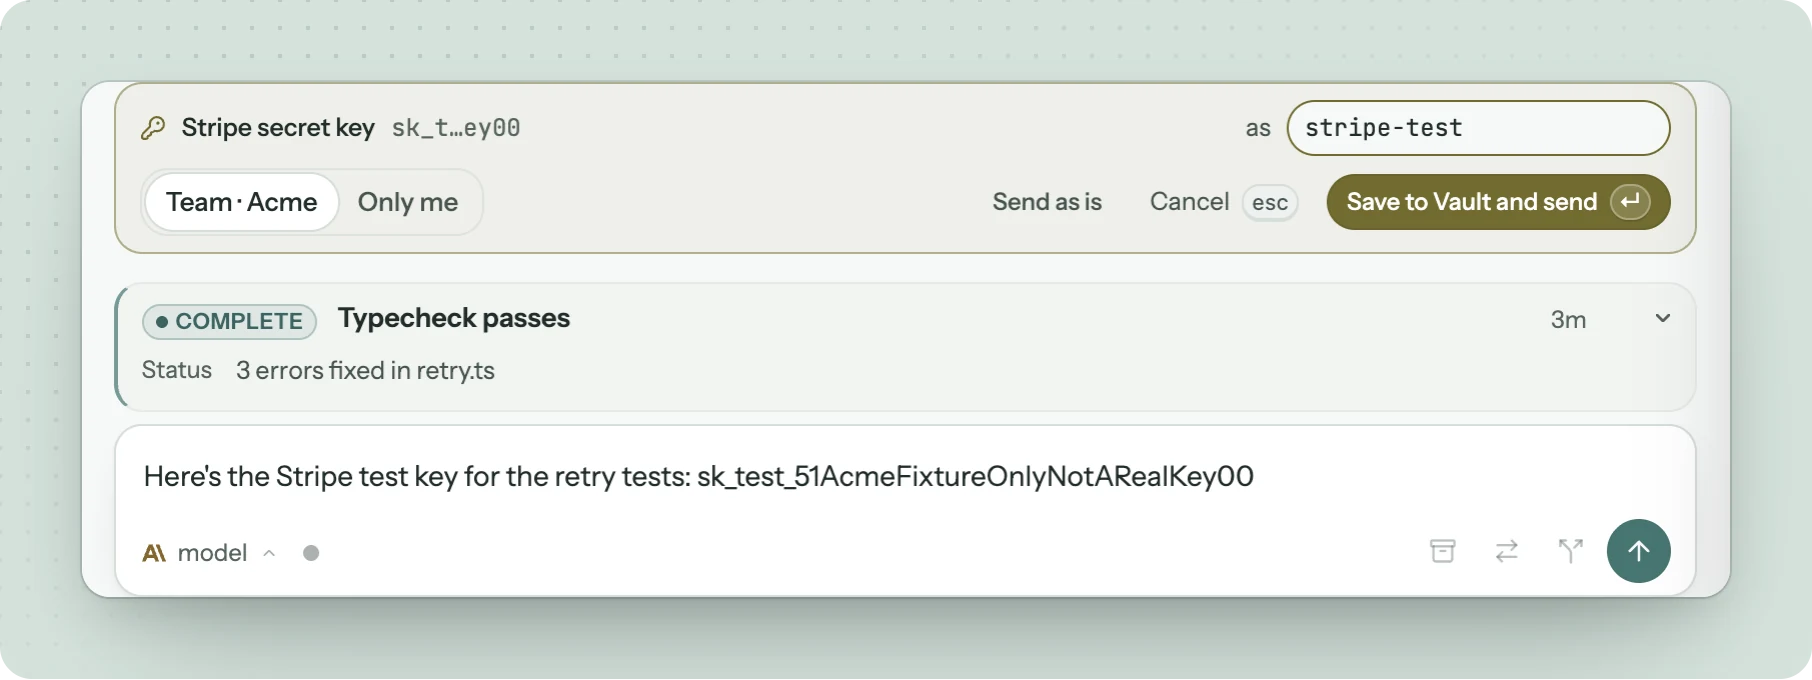 Stripe secret key sk_t…ey00 as stripe-test
Team · Acme Only me Send as is Cancel esc Save to Vault and send
COMPLETE Typecheck passes 3m
Status 3 errors fixed in retry.ts
Here's the Stripe test key for the retry tests: sk_test_51AcmeFixtureOnlyNotARealKey00
model